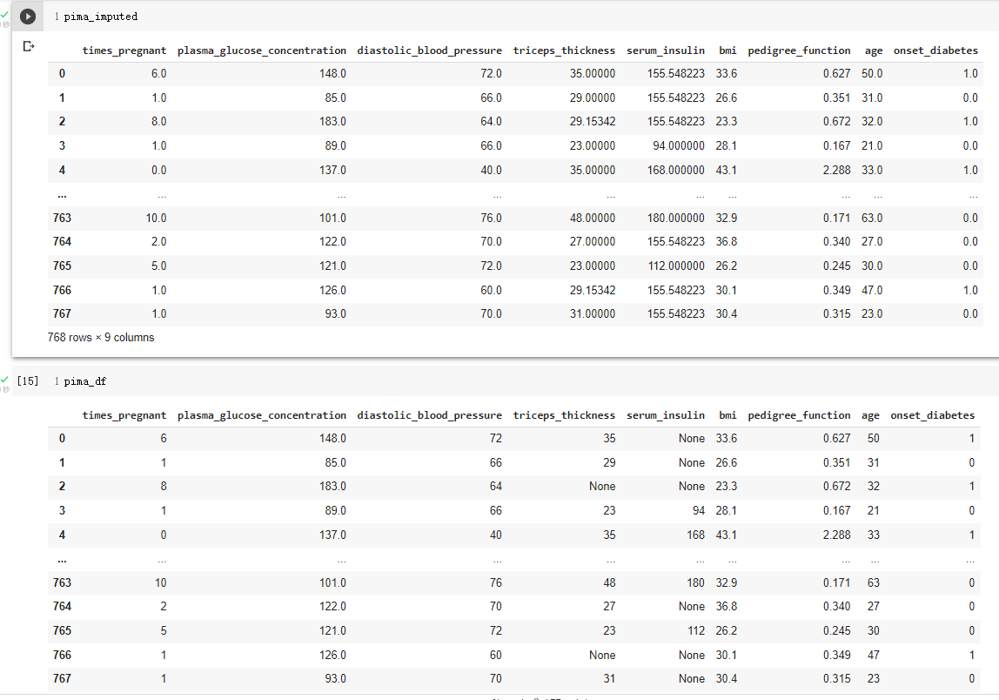 1 pima_imputed
times_pregnant plasma_glucose_concentration diastolic_blood_pressure triceps_thickness serum_insulin bmi pedigree_function age onset_diabetes
0 6.0 148.0 72.0 35.00000 155.548223 33.6 0.627 50.0 1.0
1 1.0 85.0 66.0 29.00000 155.548223 26.6 0.351 31.0 0.0
2 8.0 183.0 64.0 29.15342 155.548223 23.3 0.672 32.0 1.0
3 1.0 89.0 66.0 23.00000 94.000000 28.1 0.167 21.0 0.0
4 0.0 137.0 40.0 35.00000 168.000000 43.1 2.288 33.0 1.0
... ... ... ... ... ... ... ... ... ...
763 10.0 101.0 76.0 48.00000 180.000000 32.9 0.171 63.0 0.0
764 2.0 122.0 70.0 27.00000 155.548223 36.8 0.340 27.0 0.0
765 5.0 121.0 72.0 23.00000 112.000000 26.2 0.245 30.0 0.0
766 1.0 126.0 60.0 29.15342 155.548223 30.1 0.349 47.0 1.0
767 1.0 93.0 70.0 31.00000 155.548223 30.4 0.315 23.0 0.0
768 rows × 9 columns
[15] 1 pima_df
times_pregnant plasma_glucose_concentration diastolic_blood_pressure triceps_thickness serum_insulin bmi pedigree_function age onset_diabetes
0 6 148.0 72 35 None 33.6 0.627 50 1
1 1 85.0 66 29 None 26.6 0.351 31 0
2 8 183.0 64 None None 23.3 0.672 32 1
3 1 89.0 66 23 94 28.1 0.167 21 0
4 0 137.0 40 35 168 43.1 2.288 33 1
... ... ... ... ... ... ... ... ... ...
763 10 101.0 76 48 180 32.9 0.171 63 0
764 2 122.0 70 27 None 36.8 0.340 27 0
765 5 121.0 72 23 112 26.2 0.245 30 0
766 1 126.0 60 None None 30.1 0.349 47 1
767 1 93.0 70 31 None 30.4 0.315 23 0